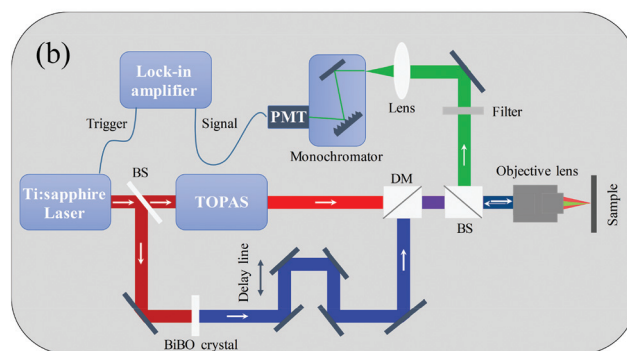 (b)
Lock-in
amplifier
Trigger
Signal
PMT
Monochromator
Lens
Filter
Ti:sapphire
Laser
BS
TOPAS
DM
BS
Objective lens
Sample
Delay line
BiBO crystal